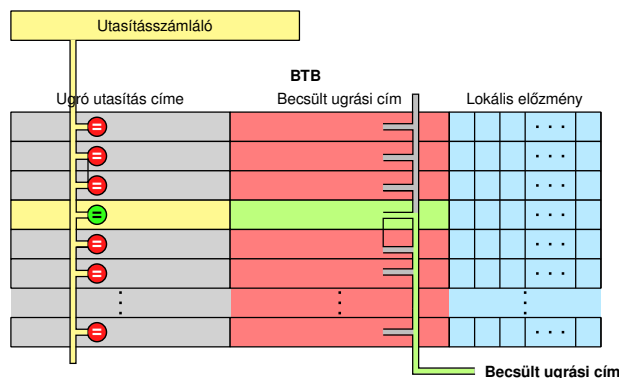 Utasításszámláló
BTB
Ugró utasítás címe
Becsült ugrási cím
Lokális előzmény
=
=
=
=
=
=
=
Becsült ugrási cím